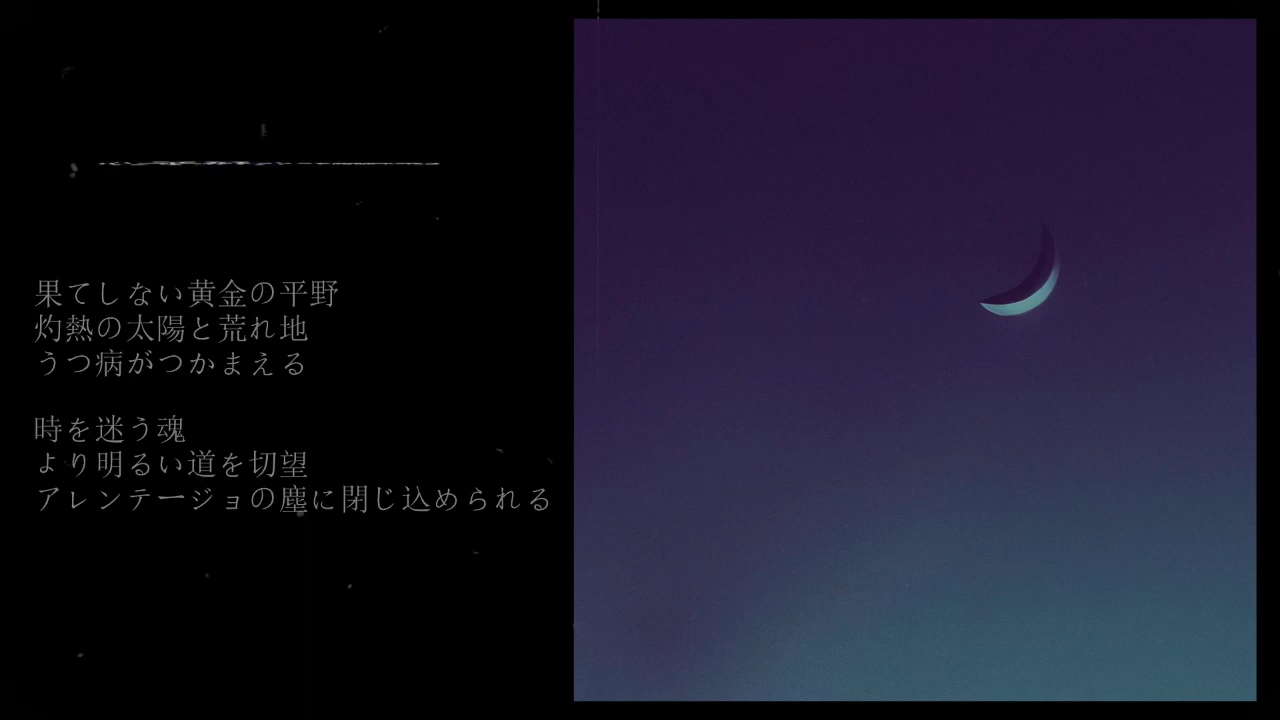 果てしない黄金の平野
灼熱の太陽と荒れ地
うつ病がつかまえる
時を迷う魂
より明るい道を切望
アレンテージョの塵に閉じ込められる